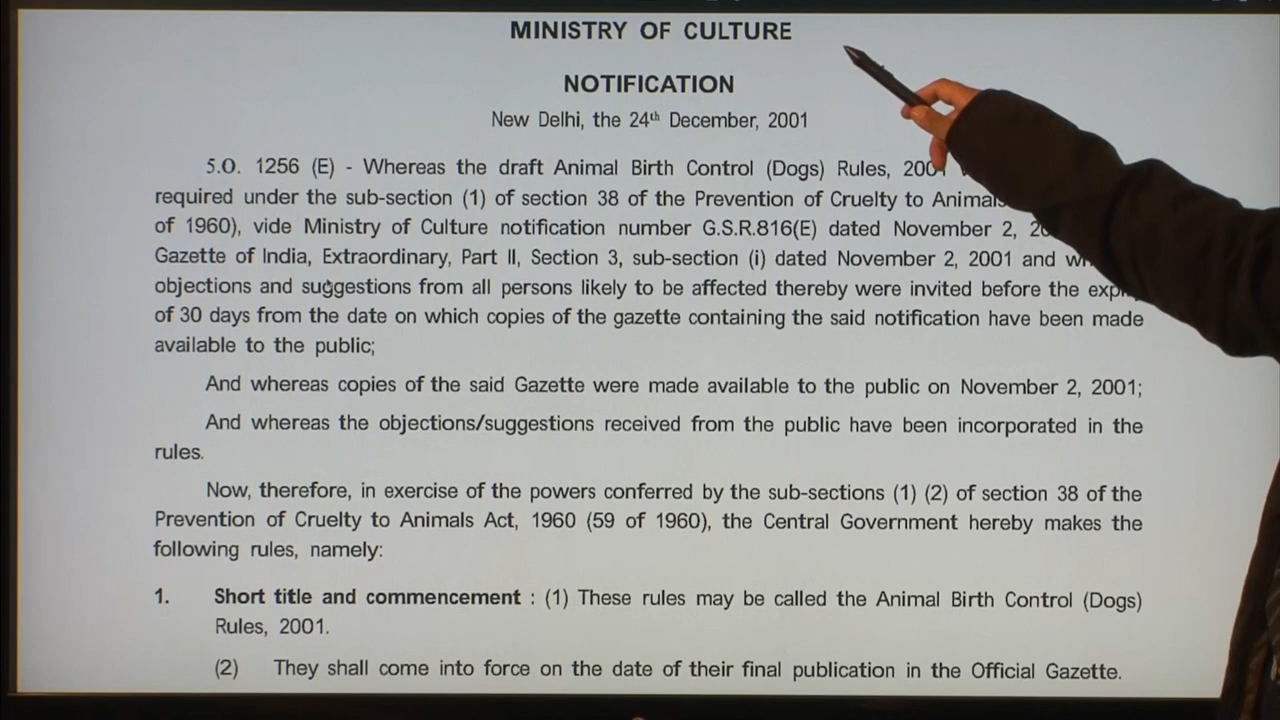 MINISTRY OF CULTURE
NOTIFICATION
New Delhi, the 24th December, 2001
5.O. 1256 (E) - Whereas the draft Animal Birth Control (Dogs) Rules, 2001
required under the sub-section (1) of section 38 of the Prevention of Cruelty to Animals
of 1960), vide Ministry of Culture notification number G.S.R.816(E) dated November 2,
Gazette of India, Extraordinary, Part II, Section 3, sub-section (i) dated November 2, 2001 and
objections and suggestions from all persons likely to be affected thereby were invited before the
of 30 days from the date on which copies of the gazette containing the said notification have been made
available to the public;
And whereas copies of the said Gazette were made available to the public on November 2, 2001;
And whereas the objections/suggestions received from the public have been incorporated in the
rules.
Now, therefore, in exercise of the powers conferred by the sub-sections (1) (2) of section 38 of the
Prevention of Cruelty to Animals Act, 1960 (59 of 1960), the Central Government hereby makes the
following rules, namely:
1. Short title and commencement : (1) These rules may be called the Animal Birth Control (Dogs)
Rules, 2001.
(2) They shall come into force on the date of their final publication in the Official Gazette.